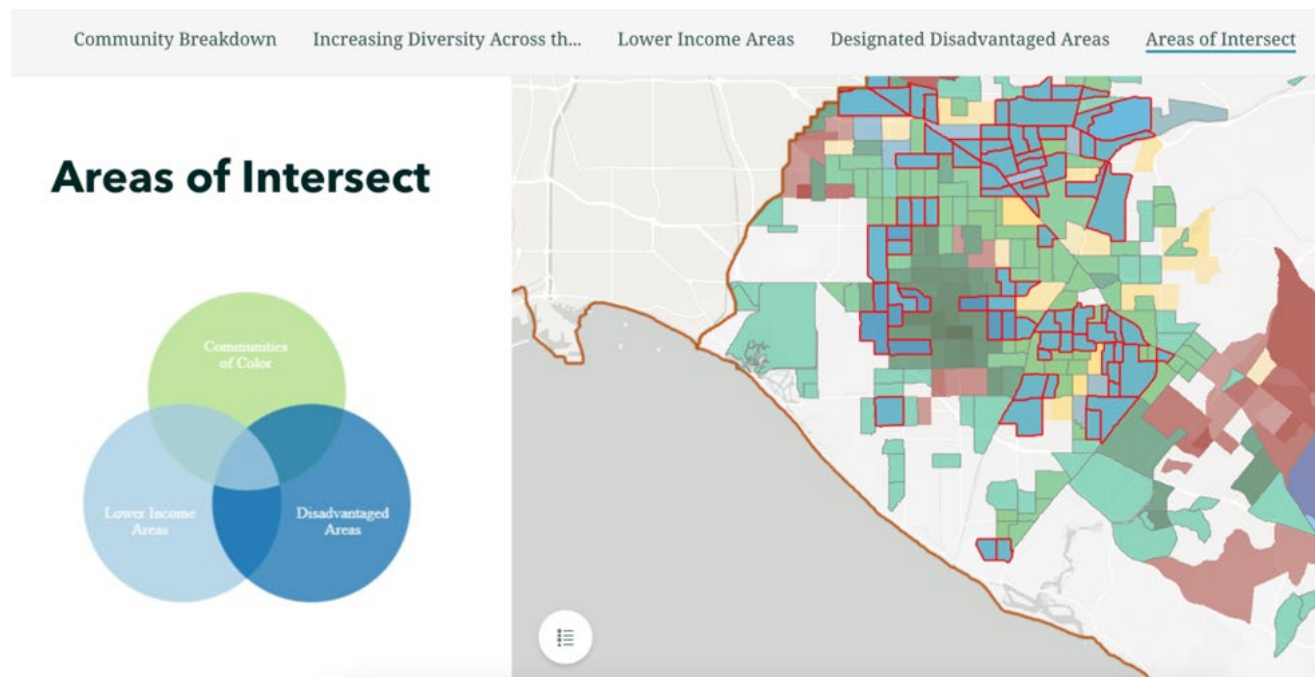 Community Breakdown Increasing Diversity Across th... Lower Income Areas Designated Disadvantaged Areas Areas of Intersect
Areas of Intersect
Communities
of Color
Lower Income
Areas
Disadvantaged
Areas